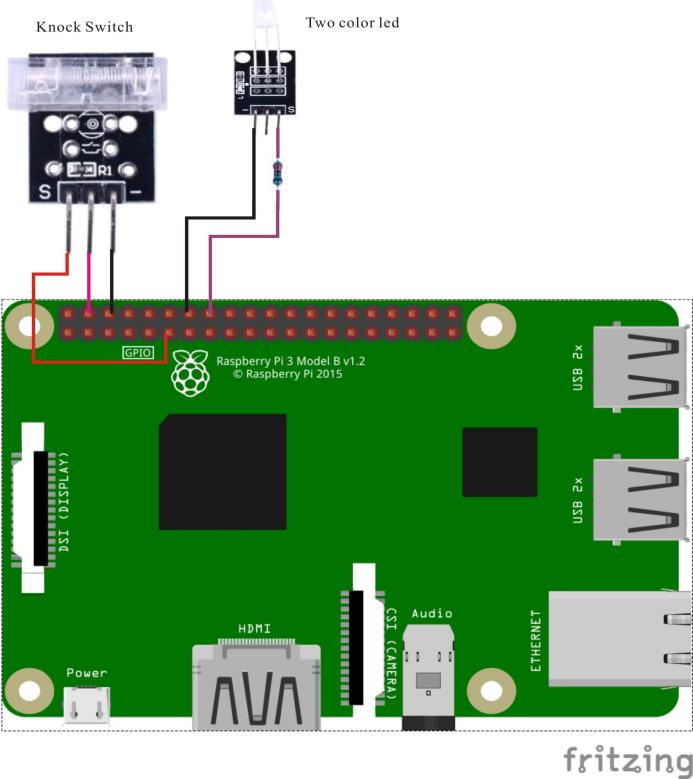 Knock Switch
Two color led
- S
R1
S -
GPIO
Raspberry Pi 3 Model B v1.2
© Raspberry Pi 2015
USB 2x
DSI (DISPLAY)
USB 2x
HDMI
CSI (CAMERA)
Audio
ETHERNET
Power
fritzing